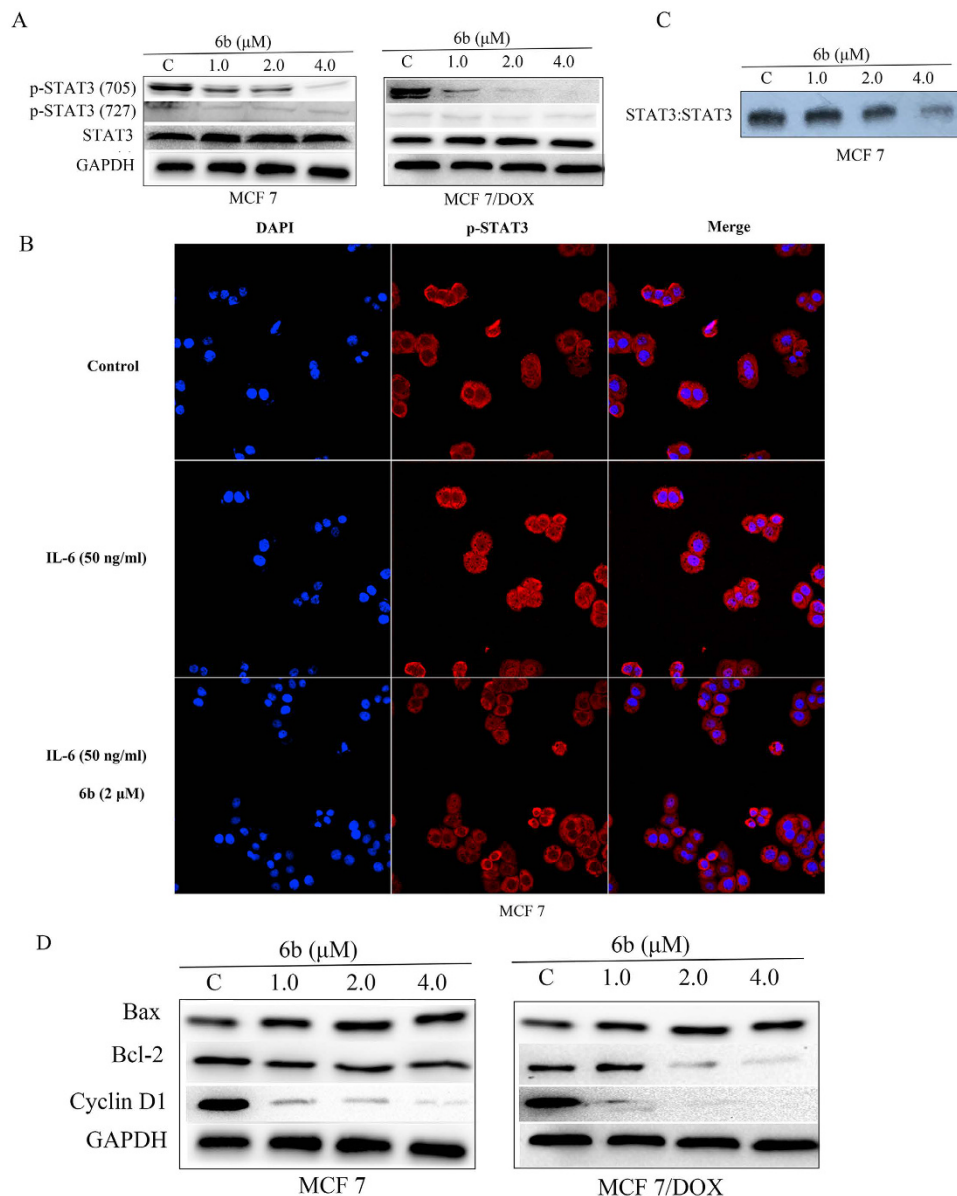 A
6b (μM)
C 1.0 2.0 4.0
p-STAT3 (705)
p-STAT3 (727)
STAT3
GAPDH
MCF 7
6b (μM)
C 1.0 2.0 4.0
MCF 7/DOX
C
6b (μM)
C 1.0 2.0 4.0
STAT3:STAT3
MCF 7
B
DAPI p-STAT3 Merge
Control
IL-6 (50 ng/ml)
IL-6 (50 ng/ml)
6b (2 μM)
MCF 7
D
6b (μM)
C 1.0 2.0 4.0
Bax
Bcl-2
Cyclin D1
GAPDH
MCF 7
6b (μM)
C 1.0 2.0 4.0
MCF 7/DOX